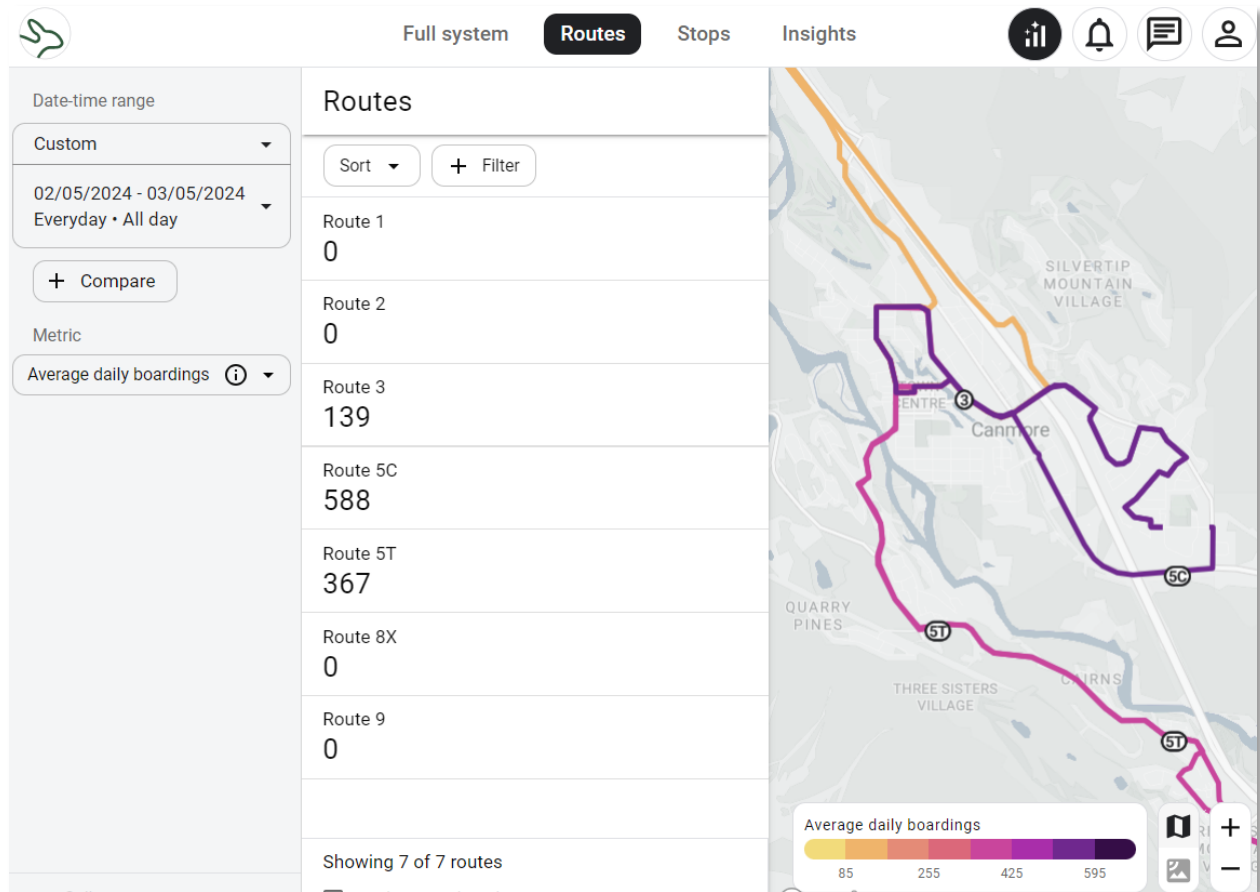 Full system
Routes
Stops
Insights
Date-time range
Custom
02/05/2024 - 03/05/2024
Everyday • All day
+ Compare
Metric
Average daily boardings
Routes
Sort
+ Filter
Route 1
0
Route 2
0
Route 3
139
Route 5C
588
Route 5T
367
Route 8X
0
Route 9
0
Showing 7 of 7 routes
SILVERTIP
MOUNTAIN
VILLAGE
CENTRE
3
Canmore
5C
QUARRY
PINES
5T
CAIRNS
THREE SISTERS
VILLAGE
5T
Average daily boardings
85
255
425
595
+
−